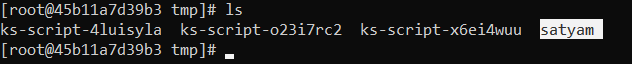 [root@45b11a7d39b3 tmp]# ls
ks-script-4luisyla  ks-script-o23i7rc2  ks-script-x6ei4wuu  satyam
[root@45b11a7d39b3 tmp]#